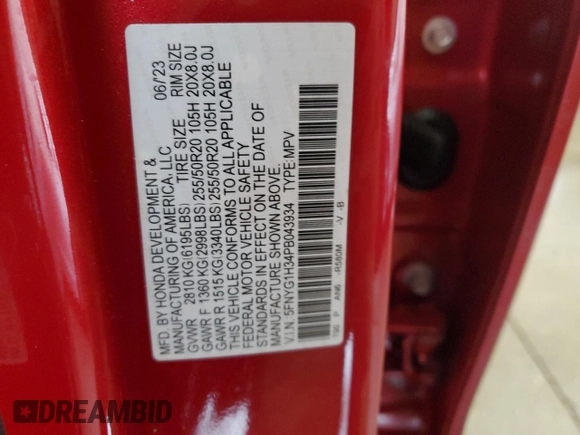 MFD. BY HONDA DEVELOPMENT & 06/'23
MANUFACTURING OF AMERICA, LLC
GVWR 2810 KG(6195LBS) TIRE SIZE RIM SIZE
GAWR F 1360 KG(2998LBS)255/50R20 105H 20X8.0J
GAWR R 1515 KG(3340LBS)255/50R20 105H 20X8.0J
THIS VEHICLE CONFORMS TO ALL APPLICABLE
FEDERAL MOTOR VEHICLE SAFETY
STANDARDS IN EFFECT ON THE DATE OF
MANUFACTURE SHOWN ABOVE.
V.I.N. 5FNYG1H34PB043934 TYPE:MPV
P AN6 -R580M -V -B
DREAMBID